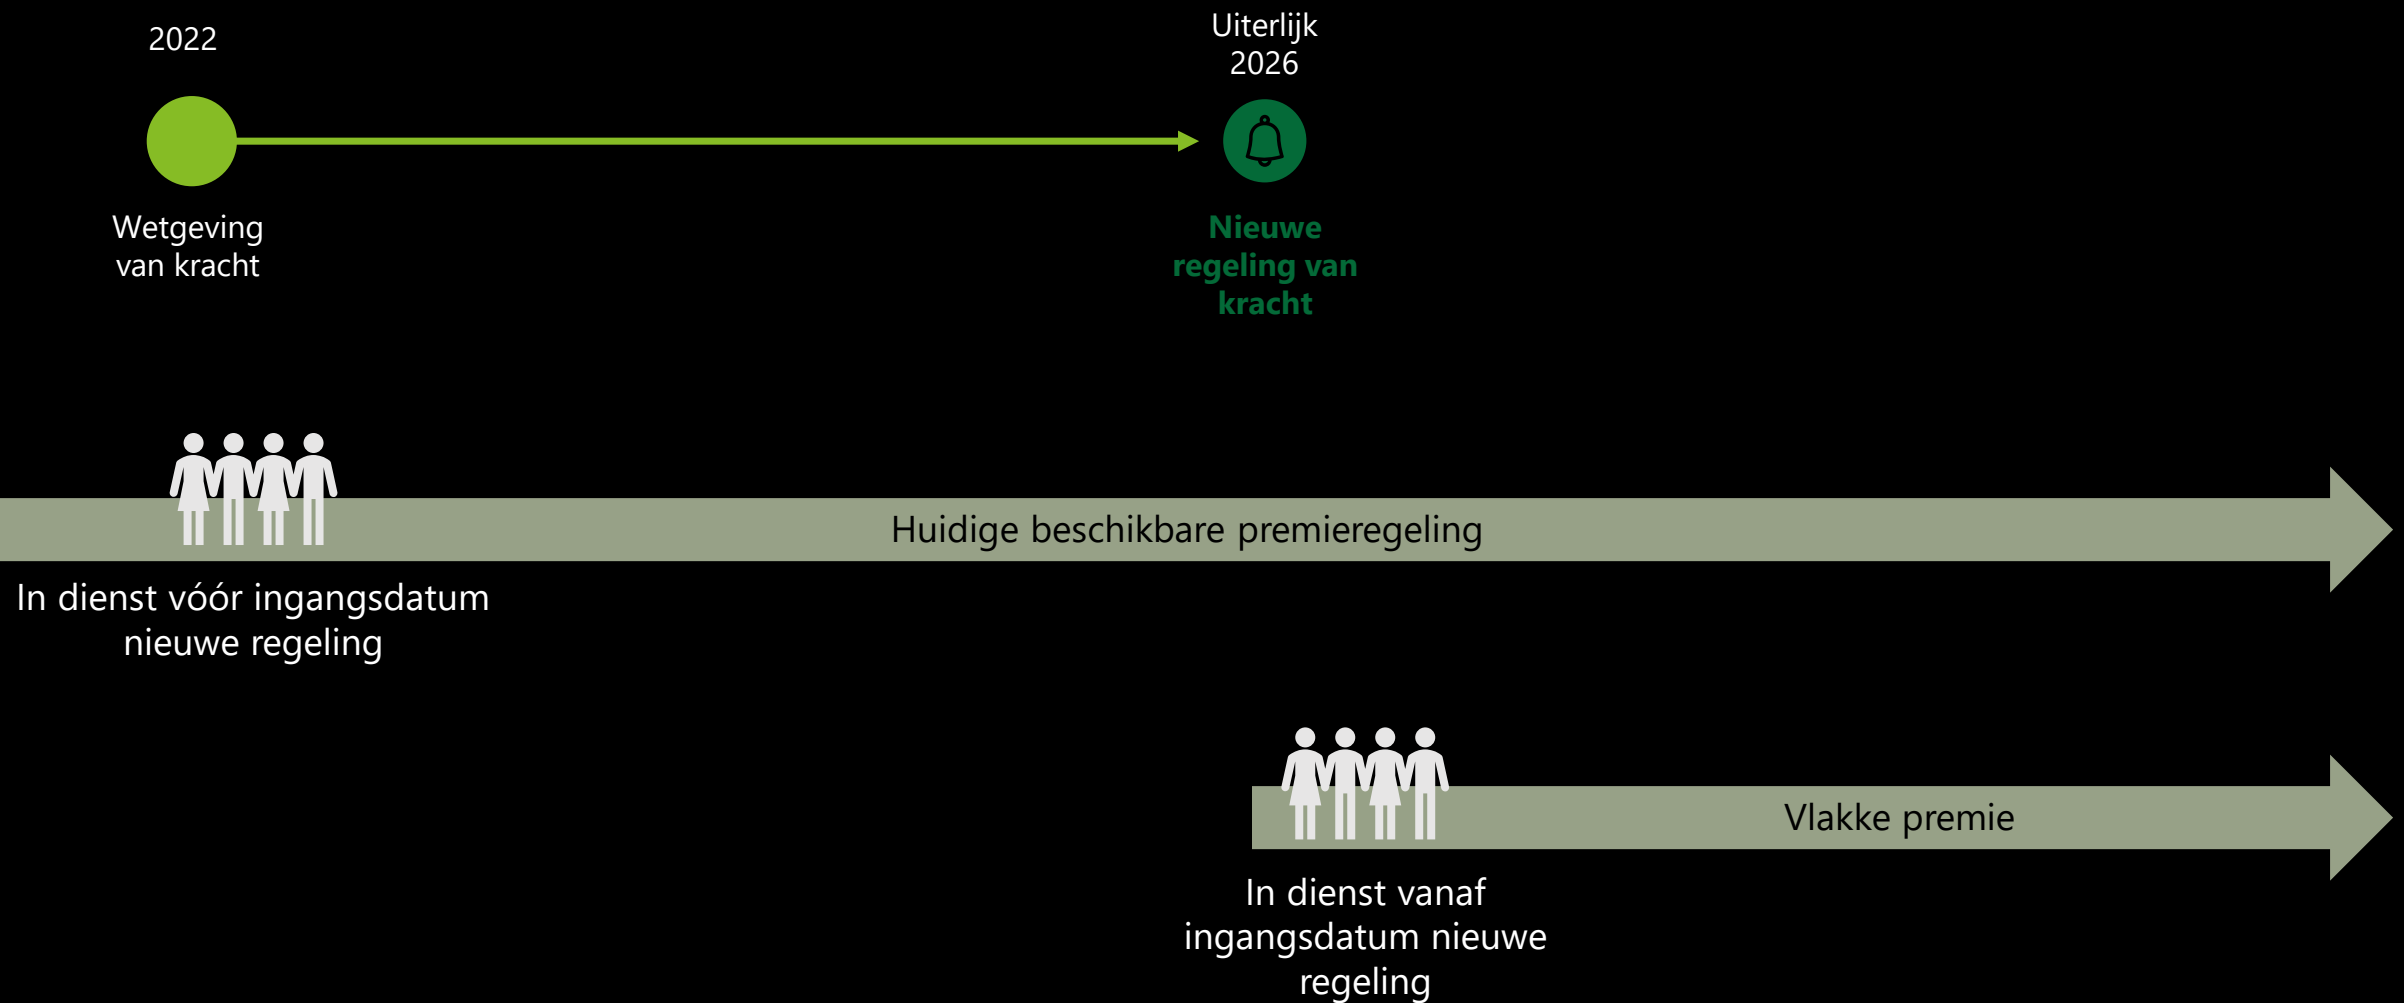 2022
Uiterlijk
2026
Wetgeving
van kracht
Nieuwe
regeling van
kracht
Huidige beschikbare premieregeling
In dienst vóór ingangsdatum
nieuwe regeling
Vlakke premie
In dienst vanaf
ingangsdatum nieuwe
regeling